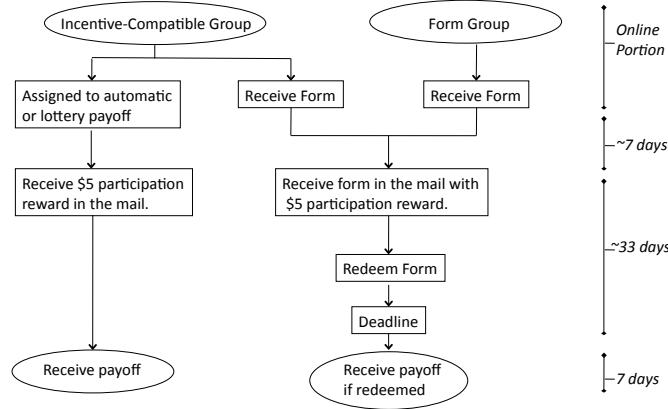 Incentive-Compatible Group
Form Group
Online
Portion
Assigned to automatic
or lottery payoff
Receive Form
Receive Form
~7 days
Receive $5 participation
reward in the mail.
Receive form in the mail with
$5 participation reward.
~33 days
Redeem Form
Deadline
Receive payoff
Receive payoff
if redeemed
7 days